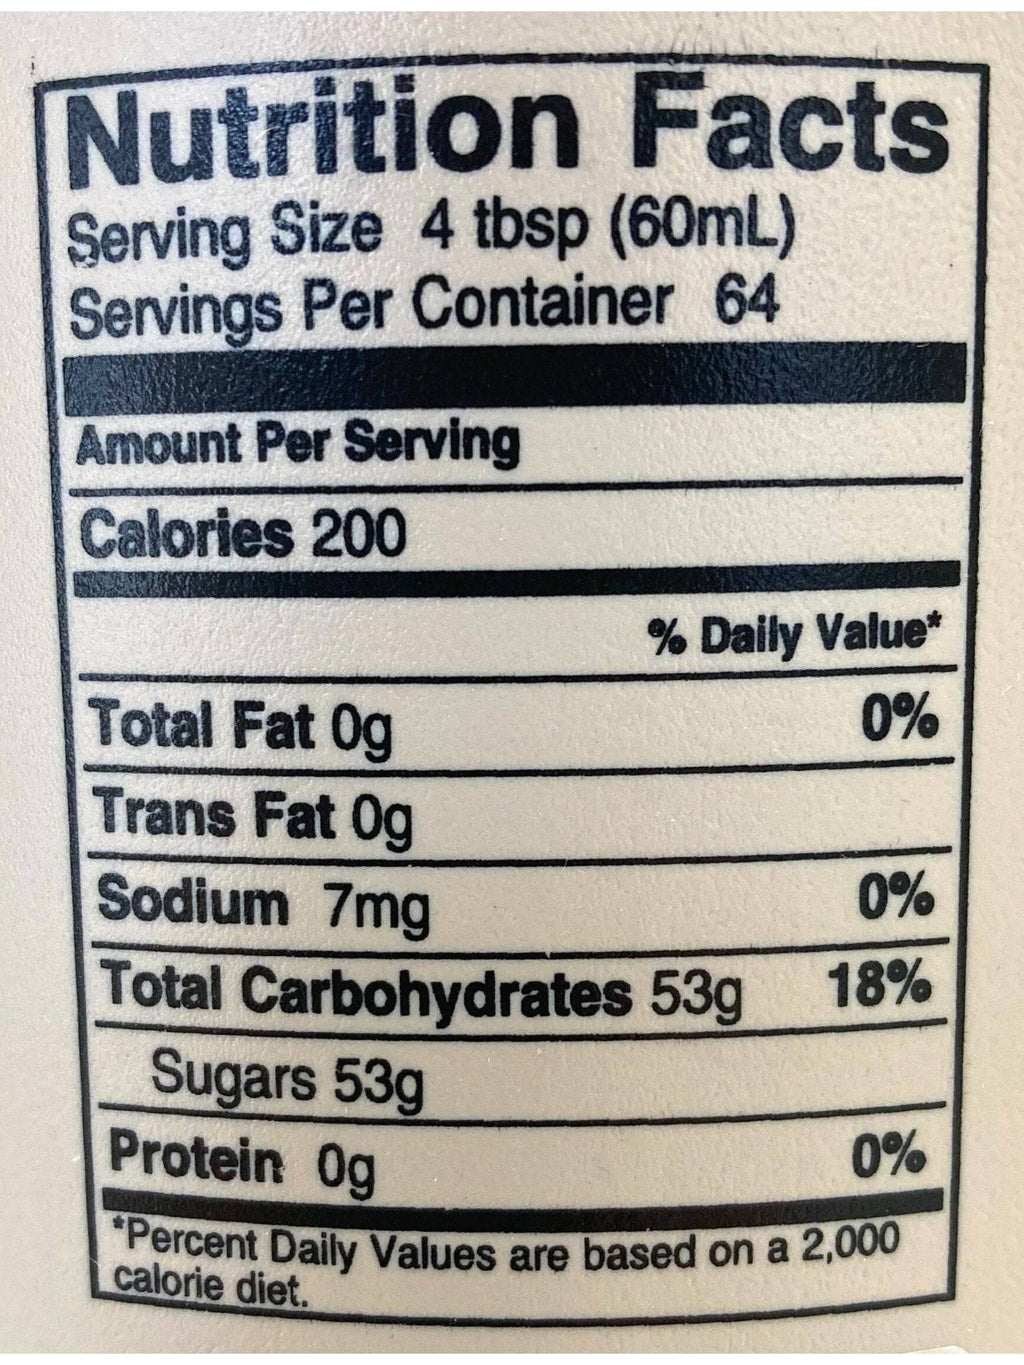 Nutrition Facts
Serving Size 4 tbsp (60mL)
Servings Per Container 64
Amount Per Serving
Calories 200
% Daily Value*
Total Fat 0g 0%
Trans Fat 0g
Sodium 7mg 0%
Total Carbohydrates 53g 18%
Sugars 53g
Protein 0g 0%
*Percent Daily Values are based on a 2,000
calorie diet.